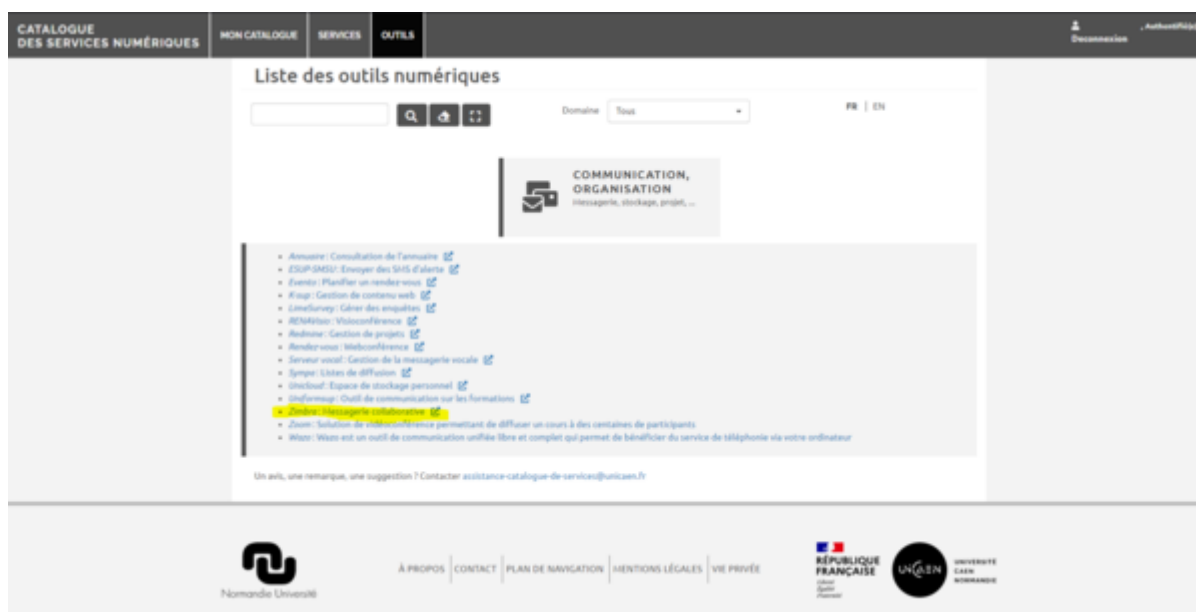 CATALOGUE
DES SERVICES NUMÉRIQUES
MON CATALOGUE
SERVICES
OUTILS
, Authentifié(e)
Deconnexion
Liste des outils numériques
Domaine
Tous
FR | EN
COMMUNICATION,
ORGANISATION
Messagerie, stockage, projet, ...
Annuaire : Consultation de l'annuaire
ESUP-SMSU : Envoyer des SMS d'alerte
Evento : Planifier un rendez-vous
K-sup : Gestion de contenu web
LimeSurvey : Gérer des enquêtes
RENAVisio : Visioconférence
Redmine : Gestion de projets
Rendez-vous : Webconférence
Serveur vocal : Gestion de la messagerie vocale
Sympa : Listes de diffusion
Unicloud : Espace de stockage personnel
Uniformsup : Outil de communication sur les formations
Zimbra : Messagerie collaborative
Zoom : Solution de vidéoconférence permettant de diffuser un cours à des centaines de participants
Wazo : Wazo est un outil de communication unifiée libre et complet qui permet de bénéficier du service de téléphonie via votre ordinateur
Un avis, une remarque, une suggestion ? Contacter assistance-catalogue-de-services@unicaen.fr
Normandie Université
À PROPOS | CONTACT | PLAN DE NAVIGATION | MENTIONS LÉGALES | VIE PRIVÉE
RÉPUBLIQUE
FRANÇAISE
Liberté
Égalité
Fraternité
UNICAEN
UNIVERSITÉ
CAEN
NORMANDIE